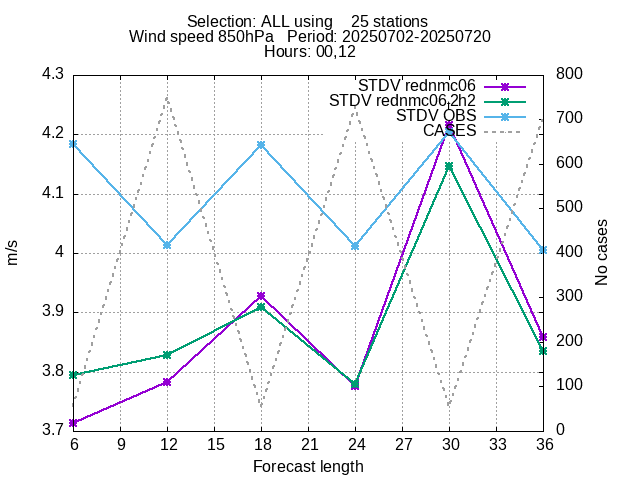 Selection: ALL using    25 stations
Wind speed 850hPa   Period: 20250702-20250720
Hours: 00,12
STDV rednmc06
STDV rednmc06.2h2
STDV OBS
CASES
4.3
4.2
4.1
4
3.9
3.8
3.7
m/s
800
700
600
500
400
300
200
100
0
No cases
6 9 12 15 18 21 24 27 30 33 36
Forecast length